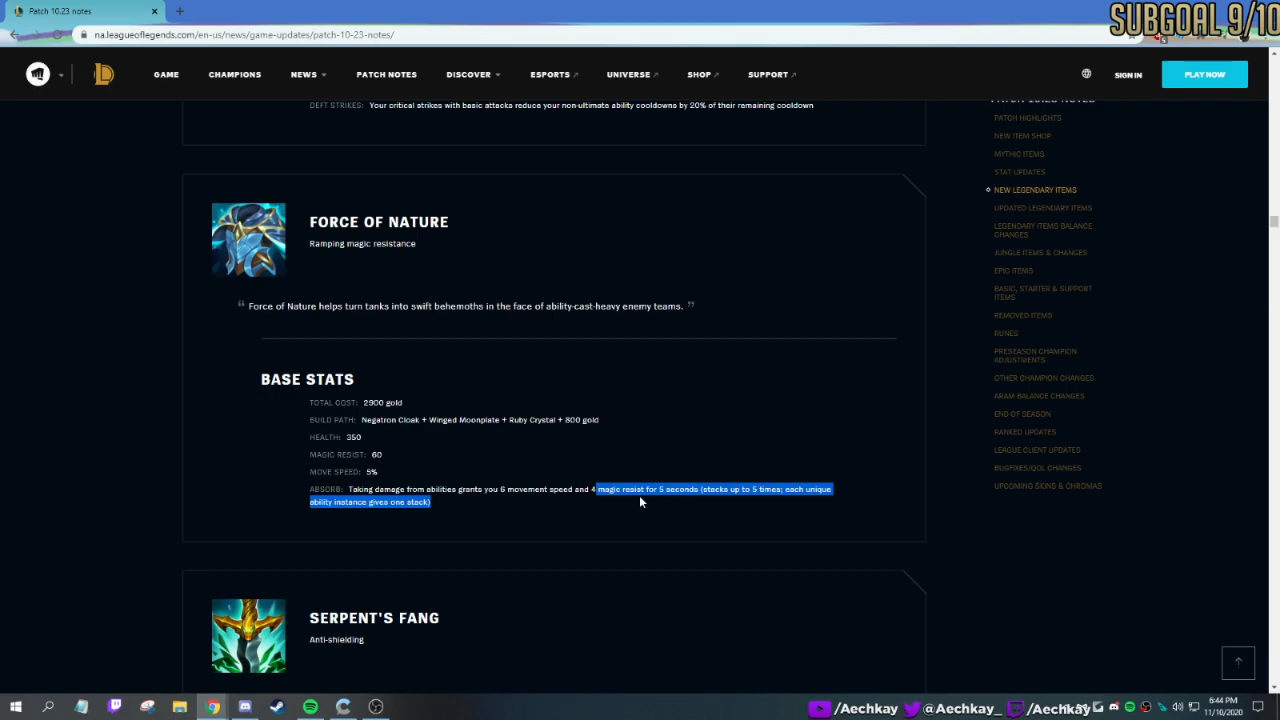 Patch 10.23 notes
SUBGOAL 9/10
na.leagueoflegends.com/en-us/news/game-updates/patch-10-23-notes/
GAME
CHAMPIONS
NEWS
PATCH NOTES
DISCOVER
ESPORTS
UNIVERSE
SHOP
SUPPORT
SIGN IN
PLAY NOW
DEFT STRIKES: Your critical strikes with basic attacks reduce your non-ultimate ability cooldowns by 20% of their remaining cooldown
FORCE OF NATURE
Ramping magic resistance
“ Force of Nature helps turn tanks into swift behemoths in the face of ability-cast-heavy enemy teams. ”
BASE STATS
TOTAL COST: 2900 gold
BUILD PATH: Negatron Cloak + Winged Moonplate + Ruby Crystal + 800 gold
HEALTH: 350
MAGIC RESIST: 60
MOVE SPEED: 5%
ABSORB: Taking damage from abilities grants you 6 movement speed and 4 magic resist for 5 seconds (stacks up to 5 times; each unique
ability instance gives one stack)
SERPENT'S FANG
Anti-shielding
PATCH 10.23 NOTES
PATCH HIGHLIGHTS
NEW ITEM SHOP
MYTHIC ITEMS
STAT UPDATES
NEW LEGENDARY ITEMS
UPDATED LEGENDARY ITEMS
LEGENDARY ITEMS BALANCE
CHANGES
JUNGLE ITEMS & CHANGES
EPIC ITEMS
BASIC, STARTER & SUPPORT
ITEMS
REMOVED ITEMS
RUNES
PRESEASON CHAMPION
ADJUSTMENTS
OTHER CHAMPION CHANGES
ARAM BALANCE CHANGES
END OF SEASON
RANKED UPDATES
LEAGUE CLIENT UPDATES
BUGFIXES/QOL CHANGES
UPCOMING SKINS & CHROMAS
/Aechkay
@Aechkay_
/Aechkay
6:44 PM
11/10/2020